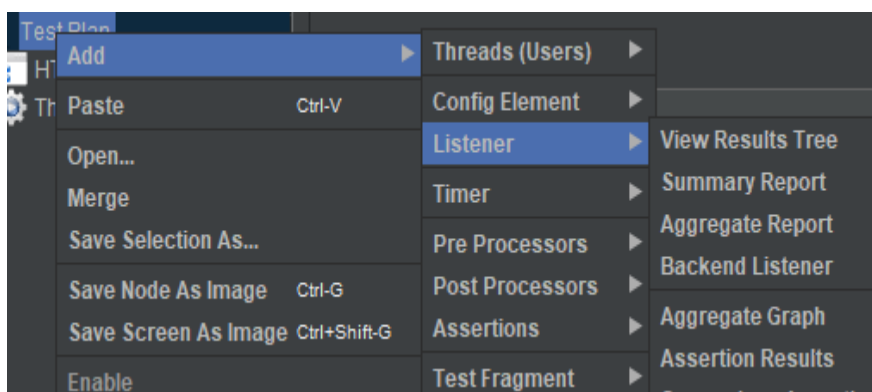 Test Plan
HT
Th
Add
Paste Ctrl-V
Open...
Merge
Save Selection As...
Save Node As Image Ctrl-G
Save Screen As Image Ctrl+Shift-G
Enable
Threads (Users)
Config Element
Listener
Timer
Pre Processors
Post Processors
Assertions
Test Fragment
View Results Tree
Summary Report
Aggregate Report
Backend Listener
Aggregate Graph
Assertion Results